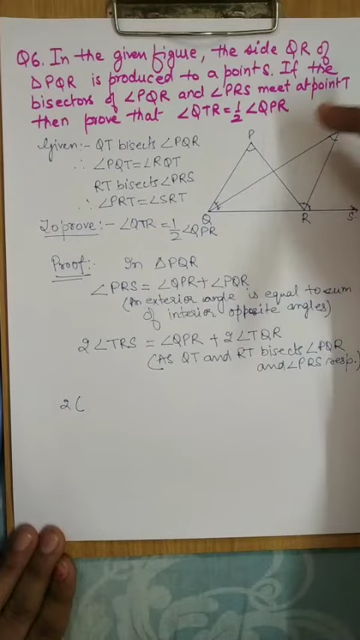 Q6. In the given figure, the side QR of
ΔPQR is produced to a point S. If the
bisectors of ∠PQR and ∠PRS meet at point T
then prove that ∠QTR = 1/2 ∠QPR
Given:- QT bisects ∠PQR
∴ ∠PQT = ∠RQT
RT bisects ∠PRS
∴ ∠PRT = ∠SRT
To prove:- ∠QTR = 1/2 ∠QPR
P
Q
R
S
Proof:- In ΔPQR
∠PRS = ∠QPR + ∠PQR
(An exterior angle is equal to sum
of interior opposite angles)
2∠TRS = ∠QPR + 2∠TQR
(As QT and RT bisects ∠PQR
and ∠PRS resp.)
2(